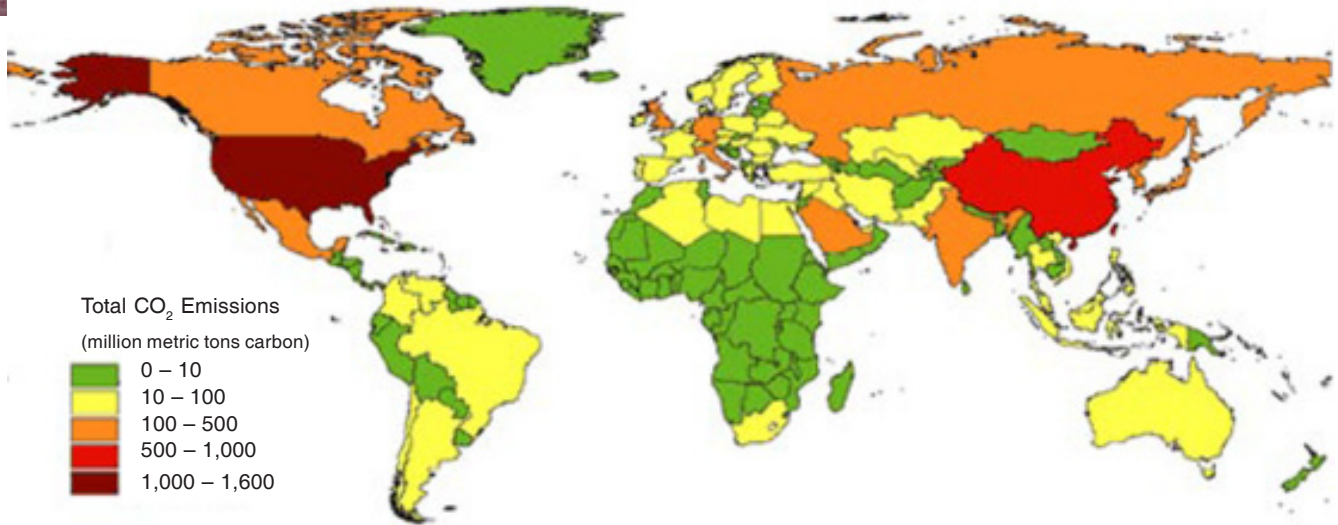 Total CO₂ Emissions
(million metric tons carbon)
0 – 10
10 – 100
100 – 500
500 – 1,000
1,000 – 1,600